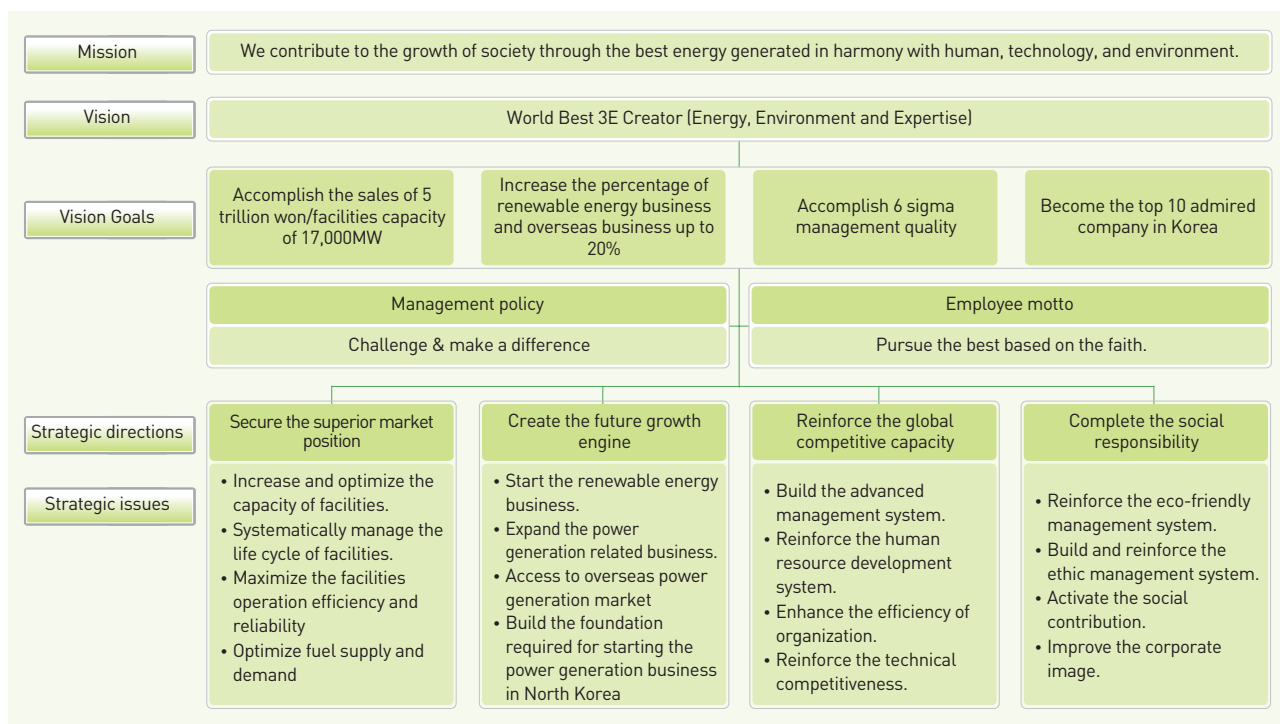 Mission
We contribute to the growth of society through the best energy generated in harmony with human, technology, and environment.
Vision
World Best 3E Creator (Energy, Environment and Expertise)
Vision Goals
Accomplish the sales of 5
trillion won/facilities capacity
of 17,000MW
Increase the percentage of
renewable energy business
and overseas business up to
20%
Accomplish 6 sigma
management quality
Become the top 10 admired
company in Korea
Management policy
Challenge & make a difference
Employee motto
Pursue the best based on the faith.
Strategic directions
Secure the superior market
position
Create the future growth
engine
Reinforce the global
competitive capacity
Complete the social
responsibility
Strategic issues
• Increase and optimize the
capacity of facilities.
• Systematically manage the
life cycle of facilities.
• Maximize the facilities
operation efficiency and
reliability
• Optimize fuel supply and
demand
• Start the renewable energy
business.
• Expand the power
generation related business.
• Access to overseas power
generation market
• Build the foundation
required for starting the
power generation business
in North Korea
• Build the advanced
management system.
• Reinforce the human
resource development
system.
• Enhance the efficiency of
organization.
• Reinforce the technical
competitiveness.
• Reinforce the eco-friendly
management system.
• Build and reinforce the
ethic management system.
• Activate the social
contribution.
• Improve the corporate
image.